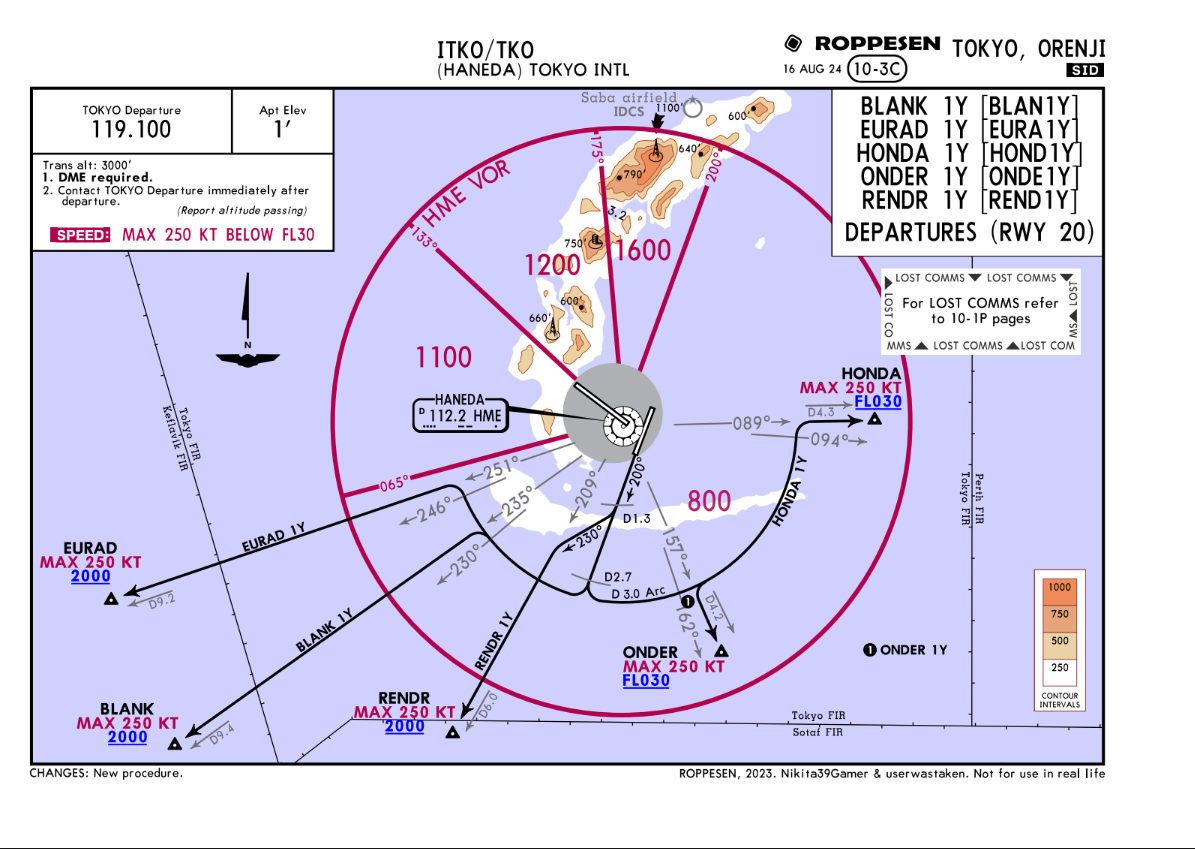 ITKO/TKO
(HANEDA) TOKYO INTL
ROPPESEN
TOKYO, ORENJI
16 AUG 24
10-3C
SID
TOKYO Departure
119.100
Apt Elev
1'
Trans alt: 3000'
1. DME required.
2. Contact TOKYO Departure immediately after
departure.
(Report altitude passing)
SPEED: MAX 250 KT BELOW FL30
BLANK 1Y [BLAN1Y]
EURAD 1Y [EURA1Y]
HONDA 1Y [HOND1Y]
ONDER 1Y [ONDE1Y]
RENDR 1Y [REND1Y]
DEPARTURES (RWY 20)
Saba airfield
IDCS
1100'
600'
640'
790'
3.2
750'
600'
660'
HME VOR
133°
175°
200°
065°
1200
1600
1100
800
LOST COMMS LOST COMMS
LOST
LOST CO
For LOST COMMS refer
to 10-1P pages
MMS LOST COMMS LOST COM
MS
N
Tokyo FIR
Keflavik FIR
HANEDA
D 112.2 HME
HONDA
MAX 250 KT
FL030
D4.3
089°
094°
HONDA 1Y
Perth FIR
Tokyo FIR
251°
246°
235°
230°
209°
200°
D1.3
230°
157°
162°
D2.7
D 3.0 Arc
1
D4.2
EURAD
MAX 250 KT
2000
D9.2
EURAD 1Y
BLANK 1Y
RENDR 1Y
ONDER
MAX 250 KT
FL030
1 ONDER 1Y
BLANK
MAX 250 KT
2000
D9.4
RENDR
MAX 250 KT
2000
D6.0
Tokyo FIR
Sotaf FIR
1000
750
500
250
CONTOUR
INTERVALS
CHANGES: New procedure.
ROPPESEN, 2023. Nikita39Gamer & userwastaken. Not for use in real life